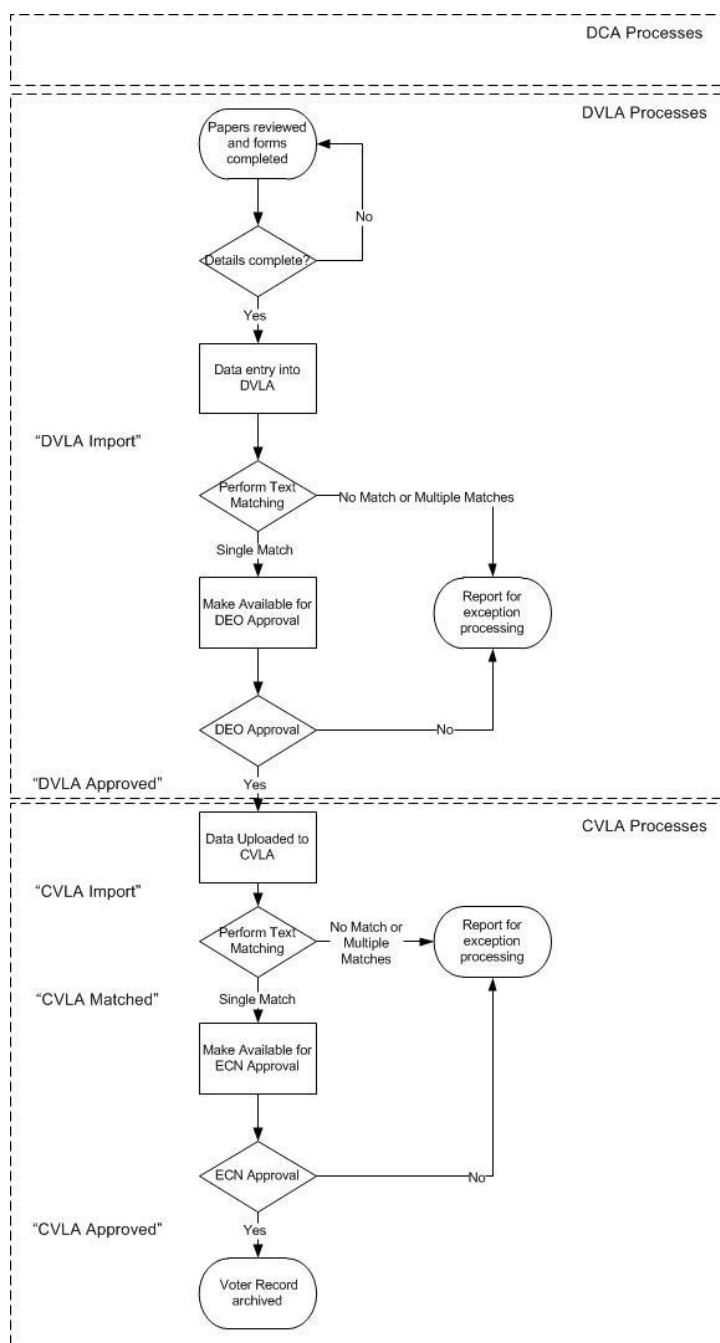 DCA Processes
DVLA Processes
Papers reviewed
and forms
completed
No
Details complete?
Yes
Data entry into
DVLA
“DVLA Import”
Perform Text
Matching
No Match or Multiple Matches
Single Match
Make Available for
DEO Approval
Report for
exception
processing
DEO Approval
No
“DVLA Approved”
Yes
CVLA Processes
Data Uploaded to
CVLA
“CVLA Import”
Perform Text
Matching
No Match or
Multiple
Matches
Report for
exception
processing
“CVLA Matched”
Single Match
Make Available for
ECN Approval
ECN Approval
No
“CVLA Approved”
Yes
Voter Record
archived